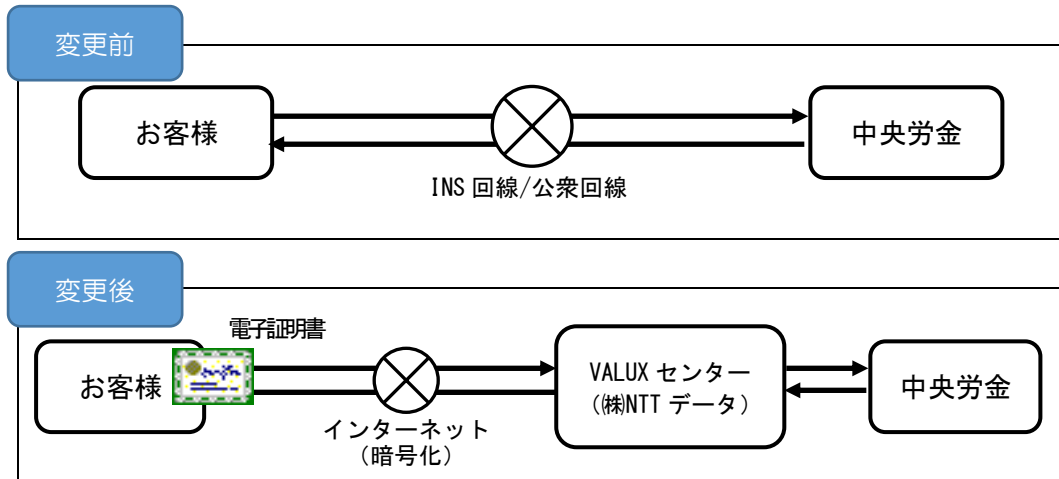 変更前
お客様
中央労金
INS 回線/公衆回線
変更後
電子証明書
お客様
インターネット
（暗号化）
VALUX センター
（㈱NTT データ）
中央労金